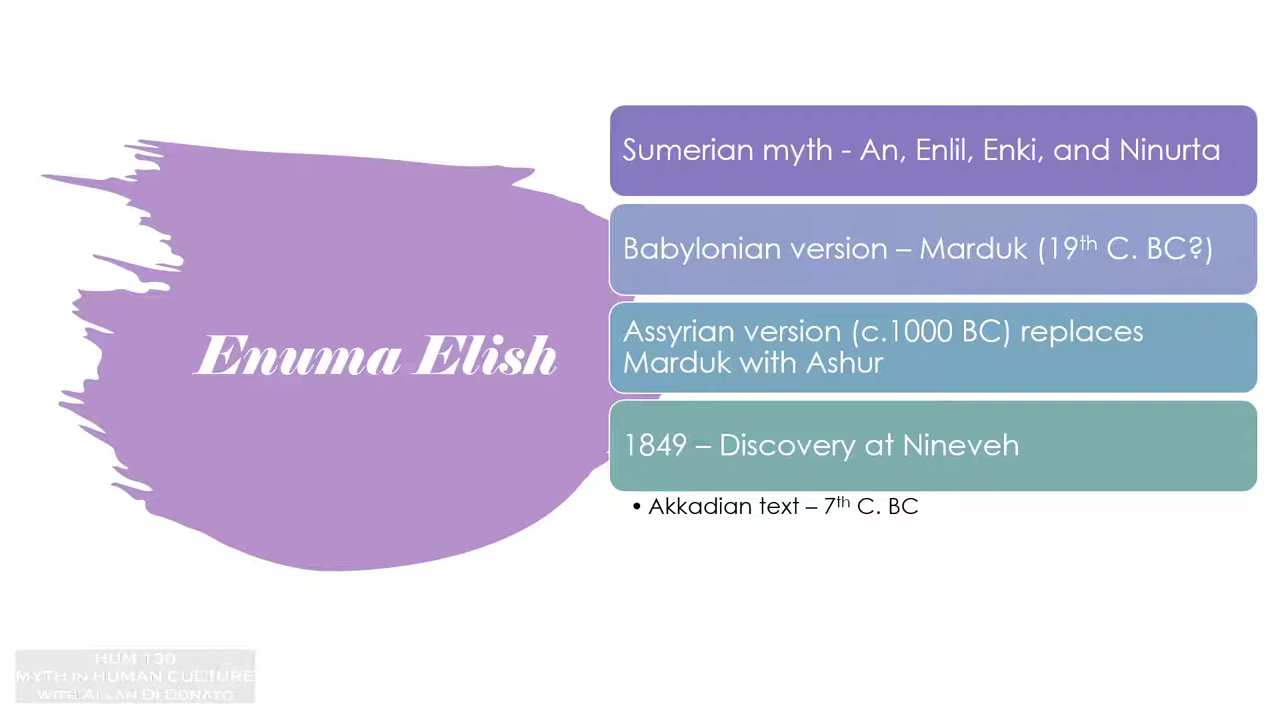 Enuma Elish
Sumerian myth - An, Enlil, Enki, and Ninurta
Babylonian version – Marduk (19th C. BC?)
Assyrian version (c.1000 BC) replaces
Marduk with Ashur
1849 – Discovery at Nineveh
• Akkadian text – 7th C. BC
HUM 130
MYTH IN HUMAN CULTURE
WITH ALLAN DI DONATO